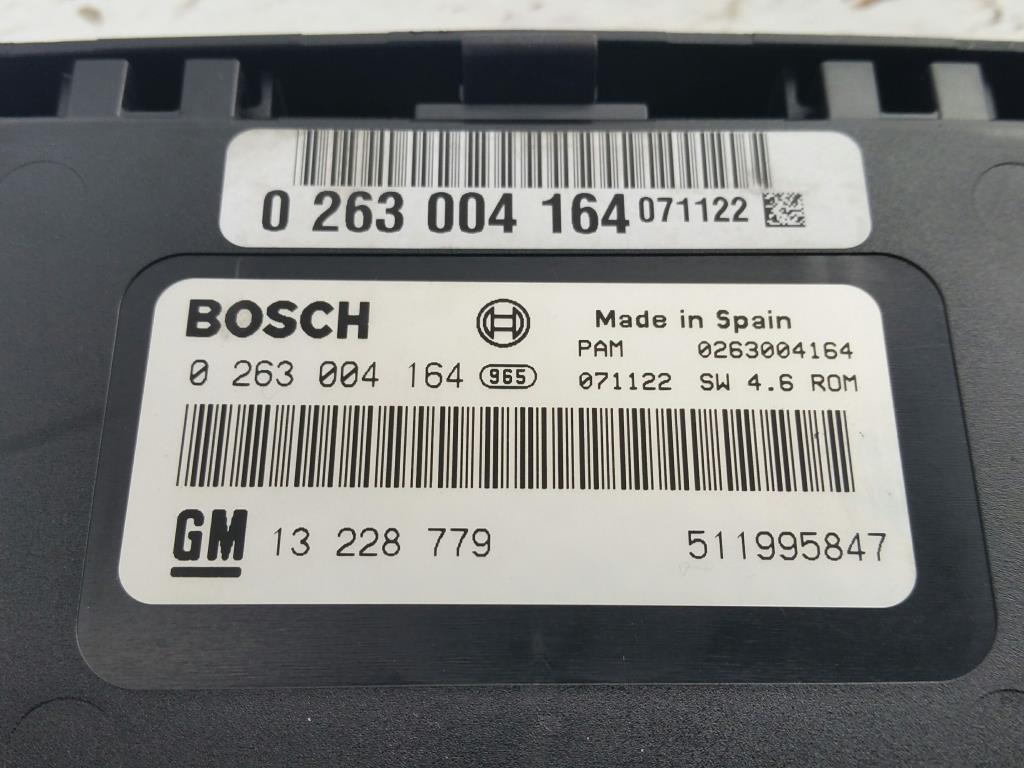 0 263 004 164 071122
BOSCH
Made in Spain
PAM 0263004164
0 263 004 164 965 071122 SW 4.6 ROM
GM 13 228 779 511995847